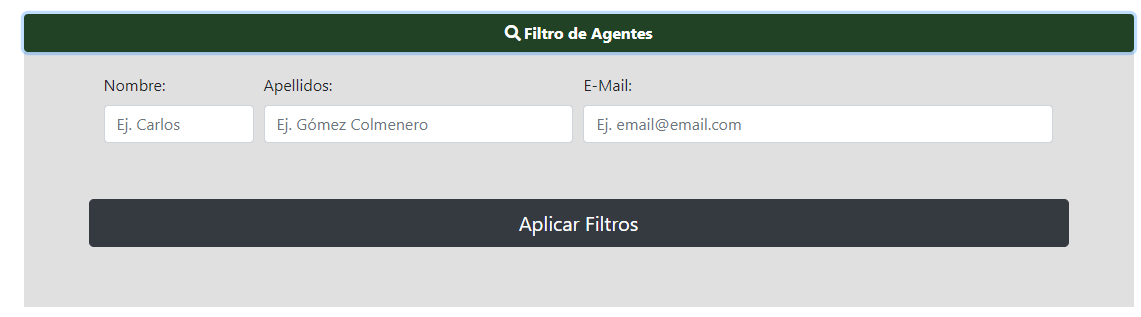 Filtro de Agentes
Nombre: Apellidos: E-Mail:
Ej. Carlos Ej. Gómez Colmenero Ej. email@email.com
Aplicar Filtros